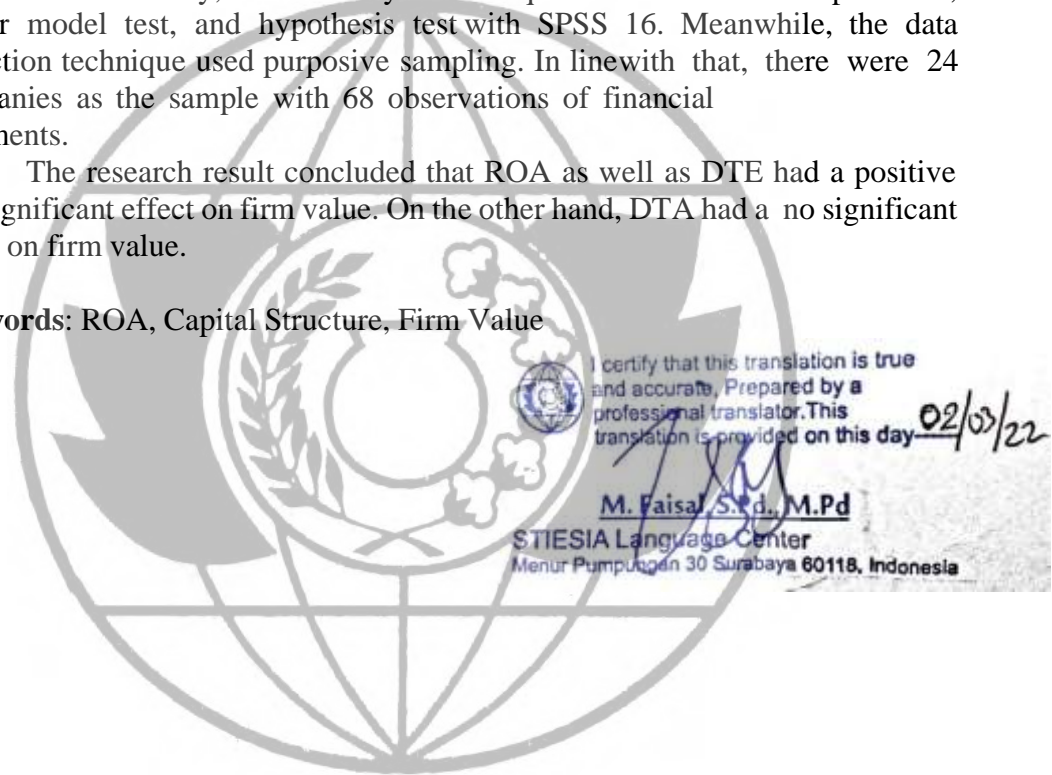 r model test, and hypothesis test with SPSS 16. Meanwhile, the data
ction technique used purposive sampling. In linewith that, there were 24
anies as the sample with 68 observations of financial
nents.
The research result concluded that ROA as well as DTE had a positive
gnificant effect on firm value. On the other hand, DTA had a no significant
on firm value.
words: ROA, Capital Structure, Firm Value
I certify that this translation is true
and accurate, Prepared by a
professional translator.This
translation is provided on this day 02/03/22
M. Faisal, S.Pd., M.Pd
STIESIA Language Center
Menur Pumpungan 30 Surabaya 60118, Indonesia